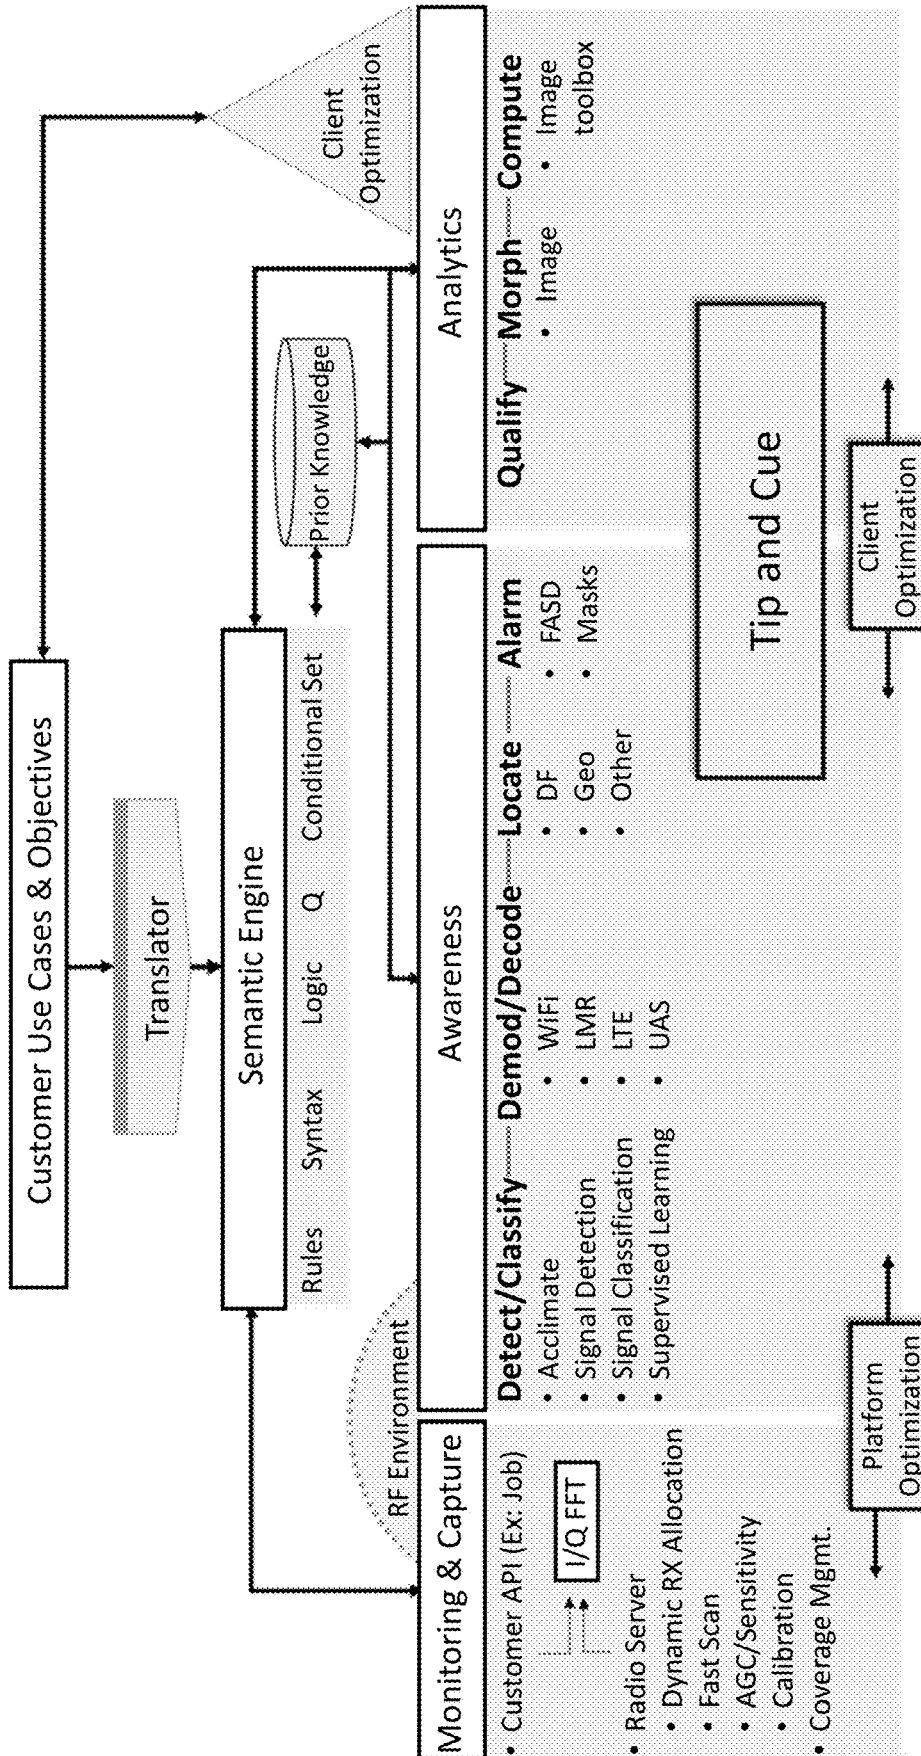 Customer Use Cases & Objectives
Translator
Semantic Engine
Rules Syntax Logic Q Conditional Set
Prior Knowledge
Client
Optimization
RF Environment
Monitoring & Capture
• Customer API (Ex: Job)
I/Q FFT
• Radio Server
• Dynamic RX Allocation
• Fast Scan
• AGC/Sensitivity
• Calibration
• Coverage Mgmt.
Awareness
Detect/Classify
• Acclimate
• Signal Detection
• Signal Classification
• Supervised Learning
Demod/Decode
• WiFi
• LMR
• LTE
• UAS
Locate
• DF
• Geo
• Other
Alarm
• FASD
• Masks
Analytics
Qualify
Morph
• Image
Compute
• Image
toolbox
Tip and Cue
Platform
Optimization
Client
Optimization